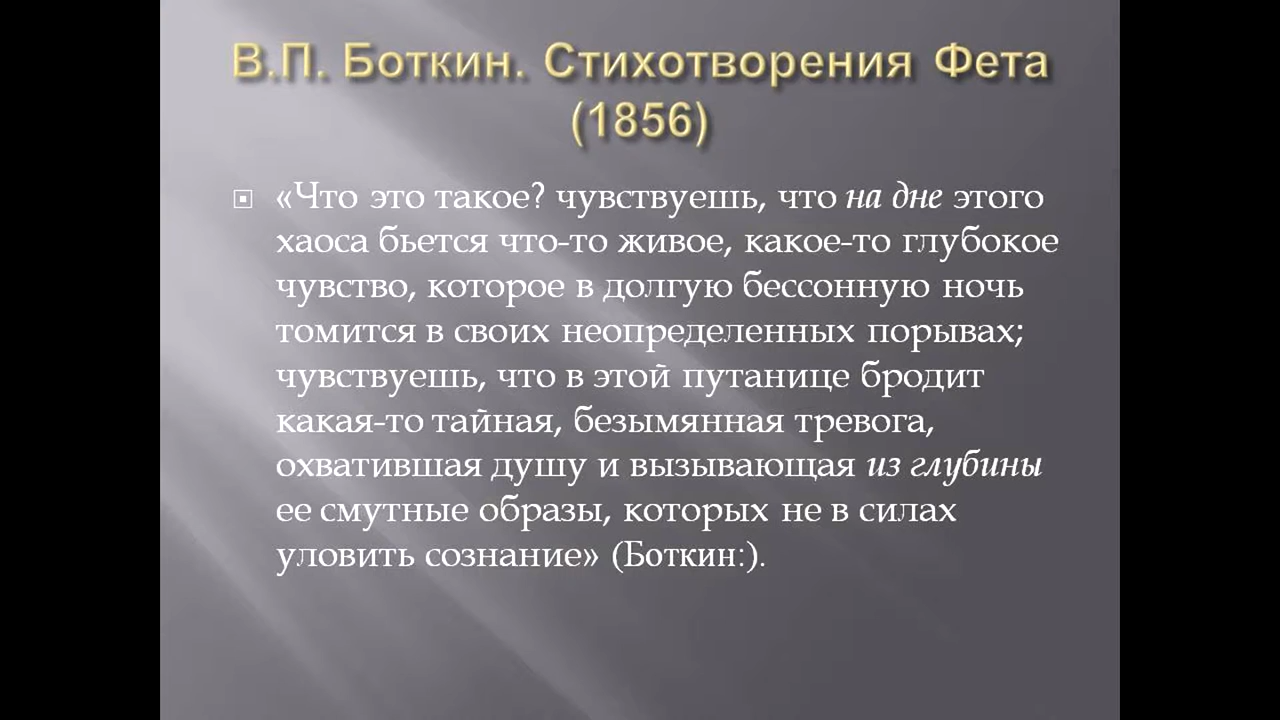 В.П. Боткин. Стихотворения Фета
(1856)
«Что это такое? чувствуешь, что на дне этого
хаоса бьется что-то живое, какое-то глубокое
чувство, которое в долгую бессонную ночь
томится в своих неопределенных порывах;
чувствуешь, что в этой путанице бродит
какая-то тайная, безымянная тревога,
охватившая душу и вызывающая из глубины
ее смутные образы, которых не в силах
уловить сознание» (Боткин:).